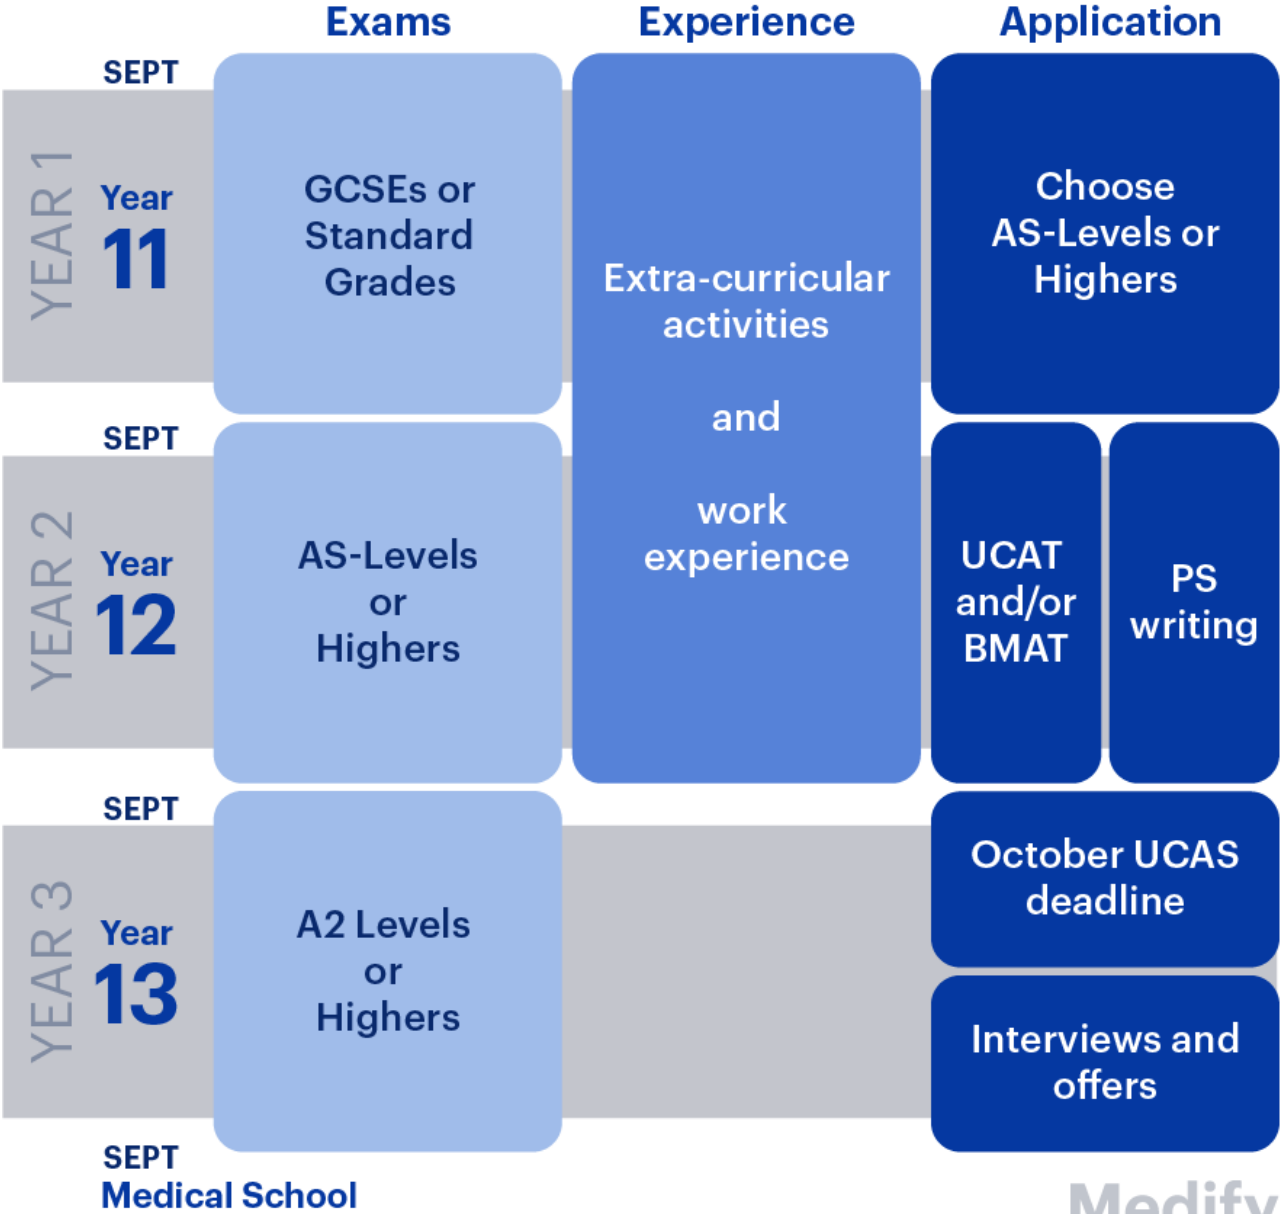 Exams
Experience
Application
SEPT
YEAR 1
Year
11
GCSEs or
Standard
Grades
Extra-curricular
activities
and
work
experience
Choose
AS-Levels or
Highers
SEPT
YEAR 2
Year
12
AS-Levels
or
Highers
UCAT
and/or
BMAT
PS
writing
SEPT
YEAR 3
Year
13
A2 Levels
or
Highers
October UCAS
deadline
Interviews and
offers
SEPT
Medical School
Medify